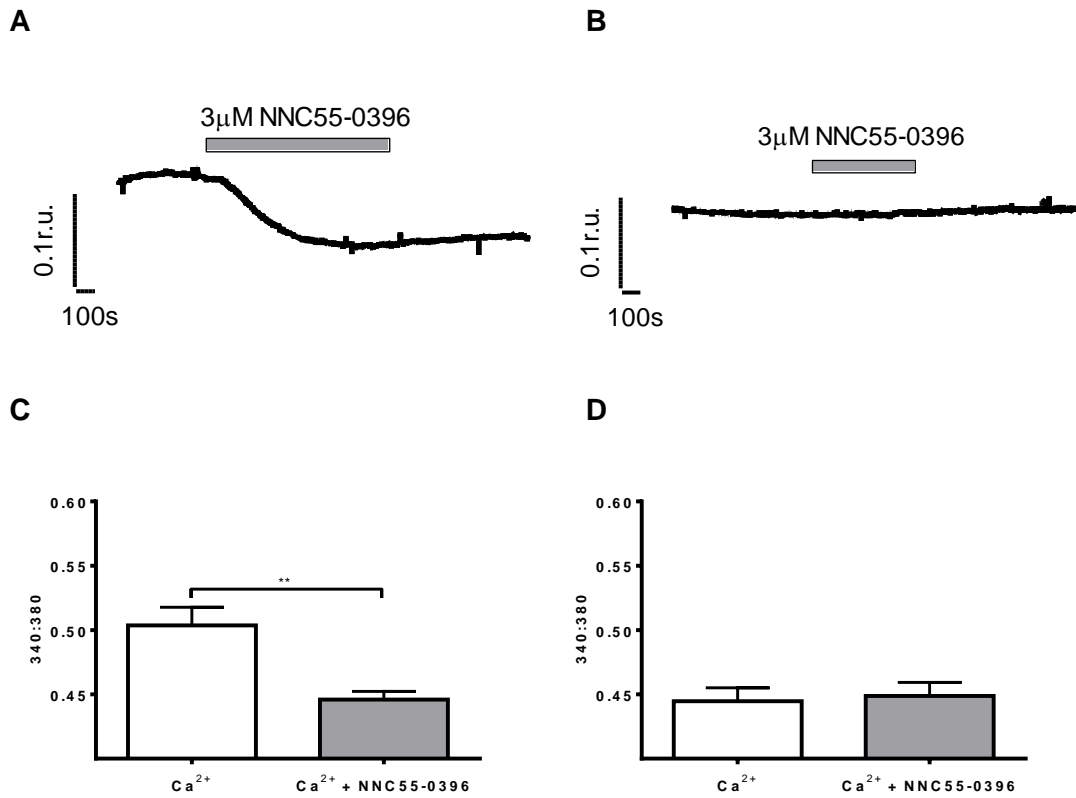 A
B
3μM NNC55-0396
0.1r.u.
100s
3μM NNC55-0396
0.1r.u.
100s
C
D
0.60
0.55
0.50
0.45
340:380
**
Ca²⁺
Ca²⁺ + NNC55-0396
0.60
0.55
0.50
0.45
340:380
Ca²⁺
Ca²⁺ + NNC55-0396